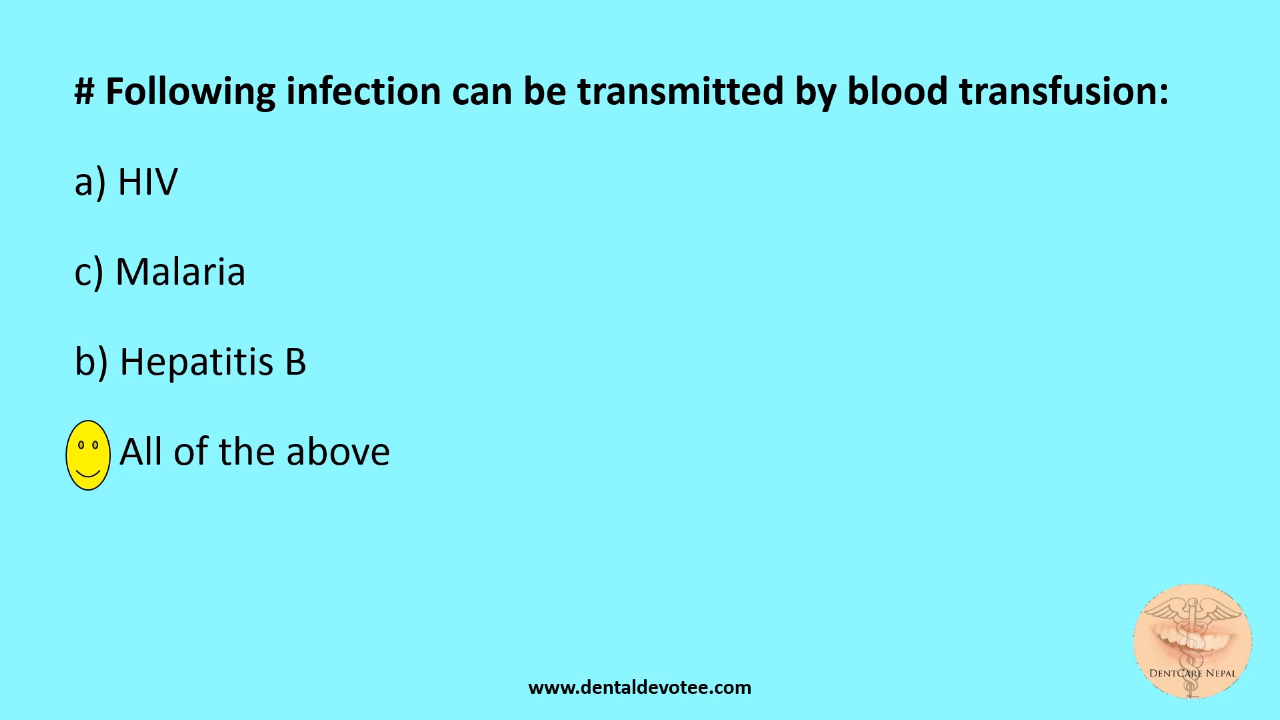 # Following infection can be transmitted by blood transfusion:
a) HIV
c) Malaria
b) Hepatitis B
All of the above
DENTCARE NEPAL
www.dentaldevotee.com